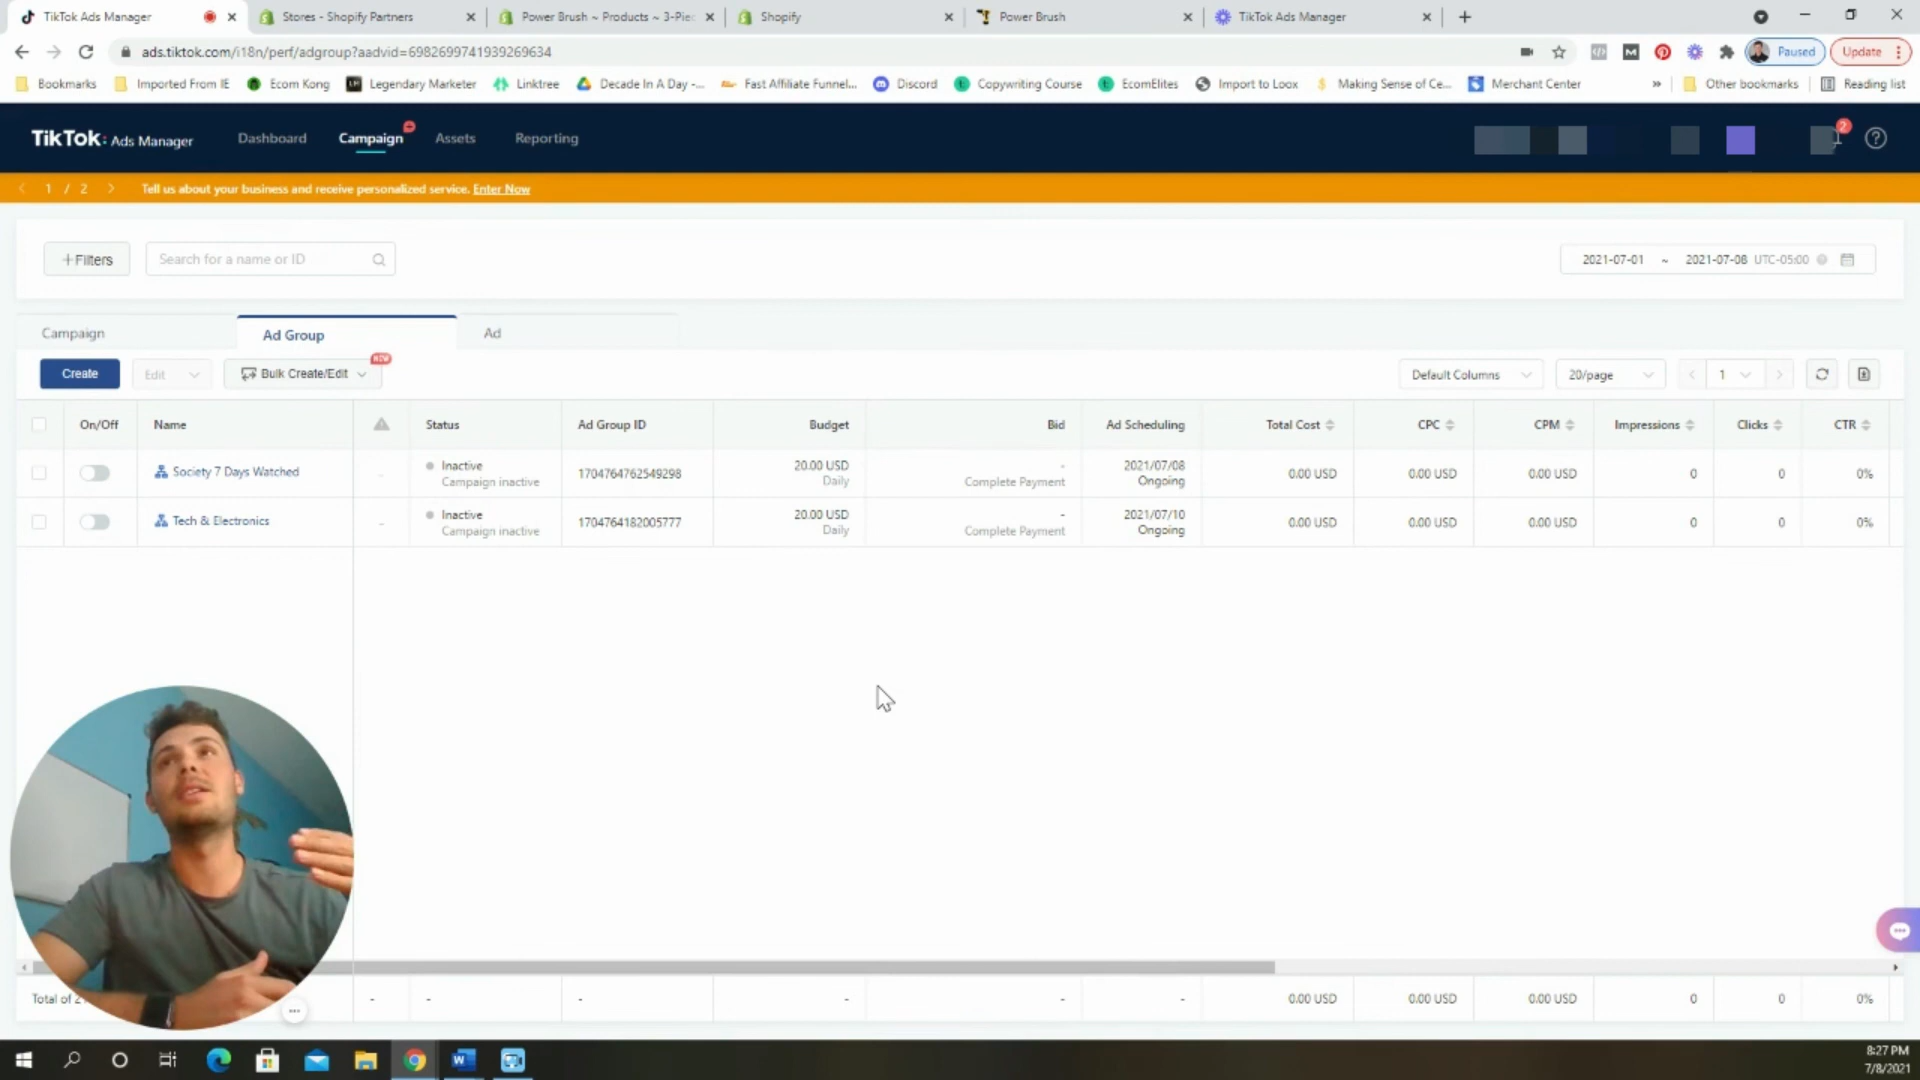 TikTok Ads Manager
Stores - Shopify Partners
Power Brush ~ Products ~ 3-Piec
Shopify
Power Brush
TikTok Ads Manager
ads.tiktok.com/i18n/perf/adgroup?aadvid=6982699741939269634
Paused
Update
Bookmarks
Imported From IE
Ecom Kong
Legendary Marketer
Linktree
Decade In A Day -...
Fast Affiliate Funnel...
Discord
Copywriting Course
EcomElites
Import to Loox
Making Sense of Ce...
Merchant Center
»
Other bookmarks
Reading list
TikTok: Ads Manager
Dashboard
Campaign
Assets
Reporting
2
1 / 2
Tell us about your business and receive personalized service. Enter Now
+Filters
Search for a name or ID
2021-07-01 ~ 2021-07-08 UTC-05:00
Campaign
Ad Group
Ad
Create
Edit
Bulk Create/Edit
NEW
Default Columns
20/page
1
On/Off
Name
Status
Ad Group ID
Budget
Bid
Ad Scheduling
Total Cost
CPC
CPM
Impressions
Clicks
CTR
Society 7 Days Watched
-
Inactive
Campaign inactive
1704764762549298
20.00 USD
Daily
-
Complete Payment
2021/07/08
Ongoing
0.00 USD
0.00 USD
0.00 USD
0
0
0%
Tech & Electronics
-
Inactive
Campaign inactive
1704764182005777
20.00 USD
Daily
-
Complete Payment
2021/07/10
Ongoing
0.00 USD
0.00 USD
0.00 USD
0
0
0%
Total of 2
-
-
-
-
-
-
0.00 USD
0.00 USD
0.00 USD
0
0
0%
8:27 PM
7/8/2021